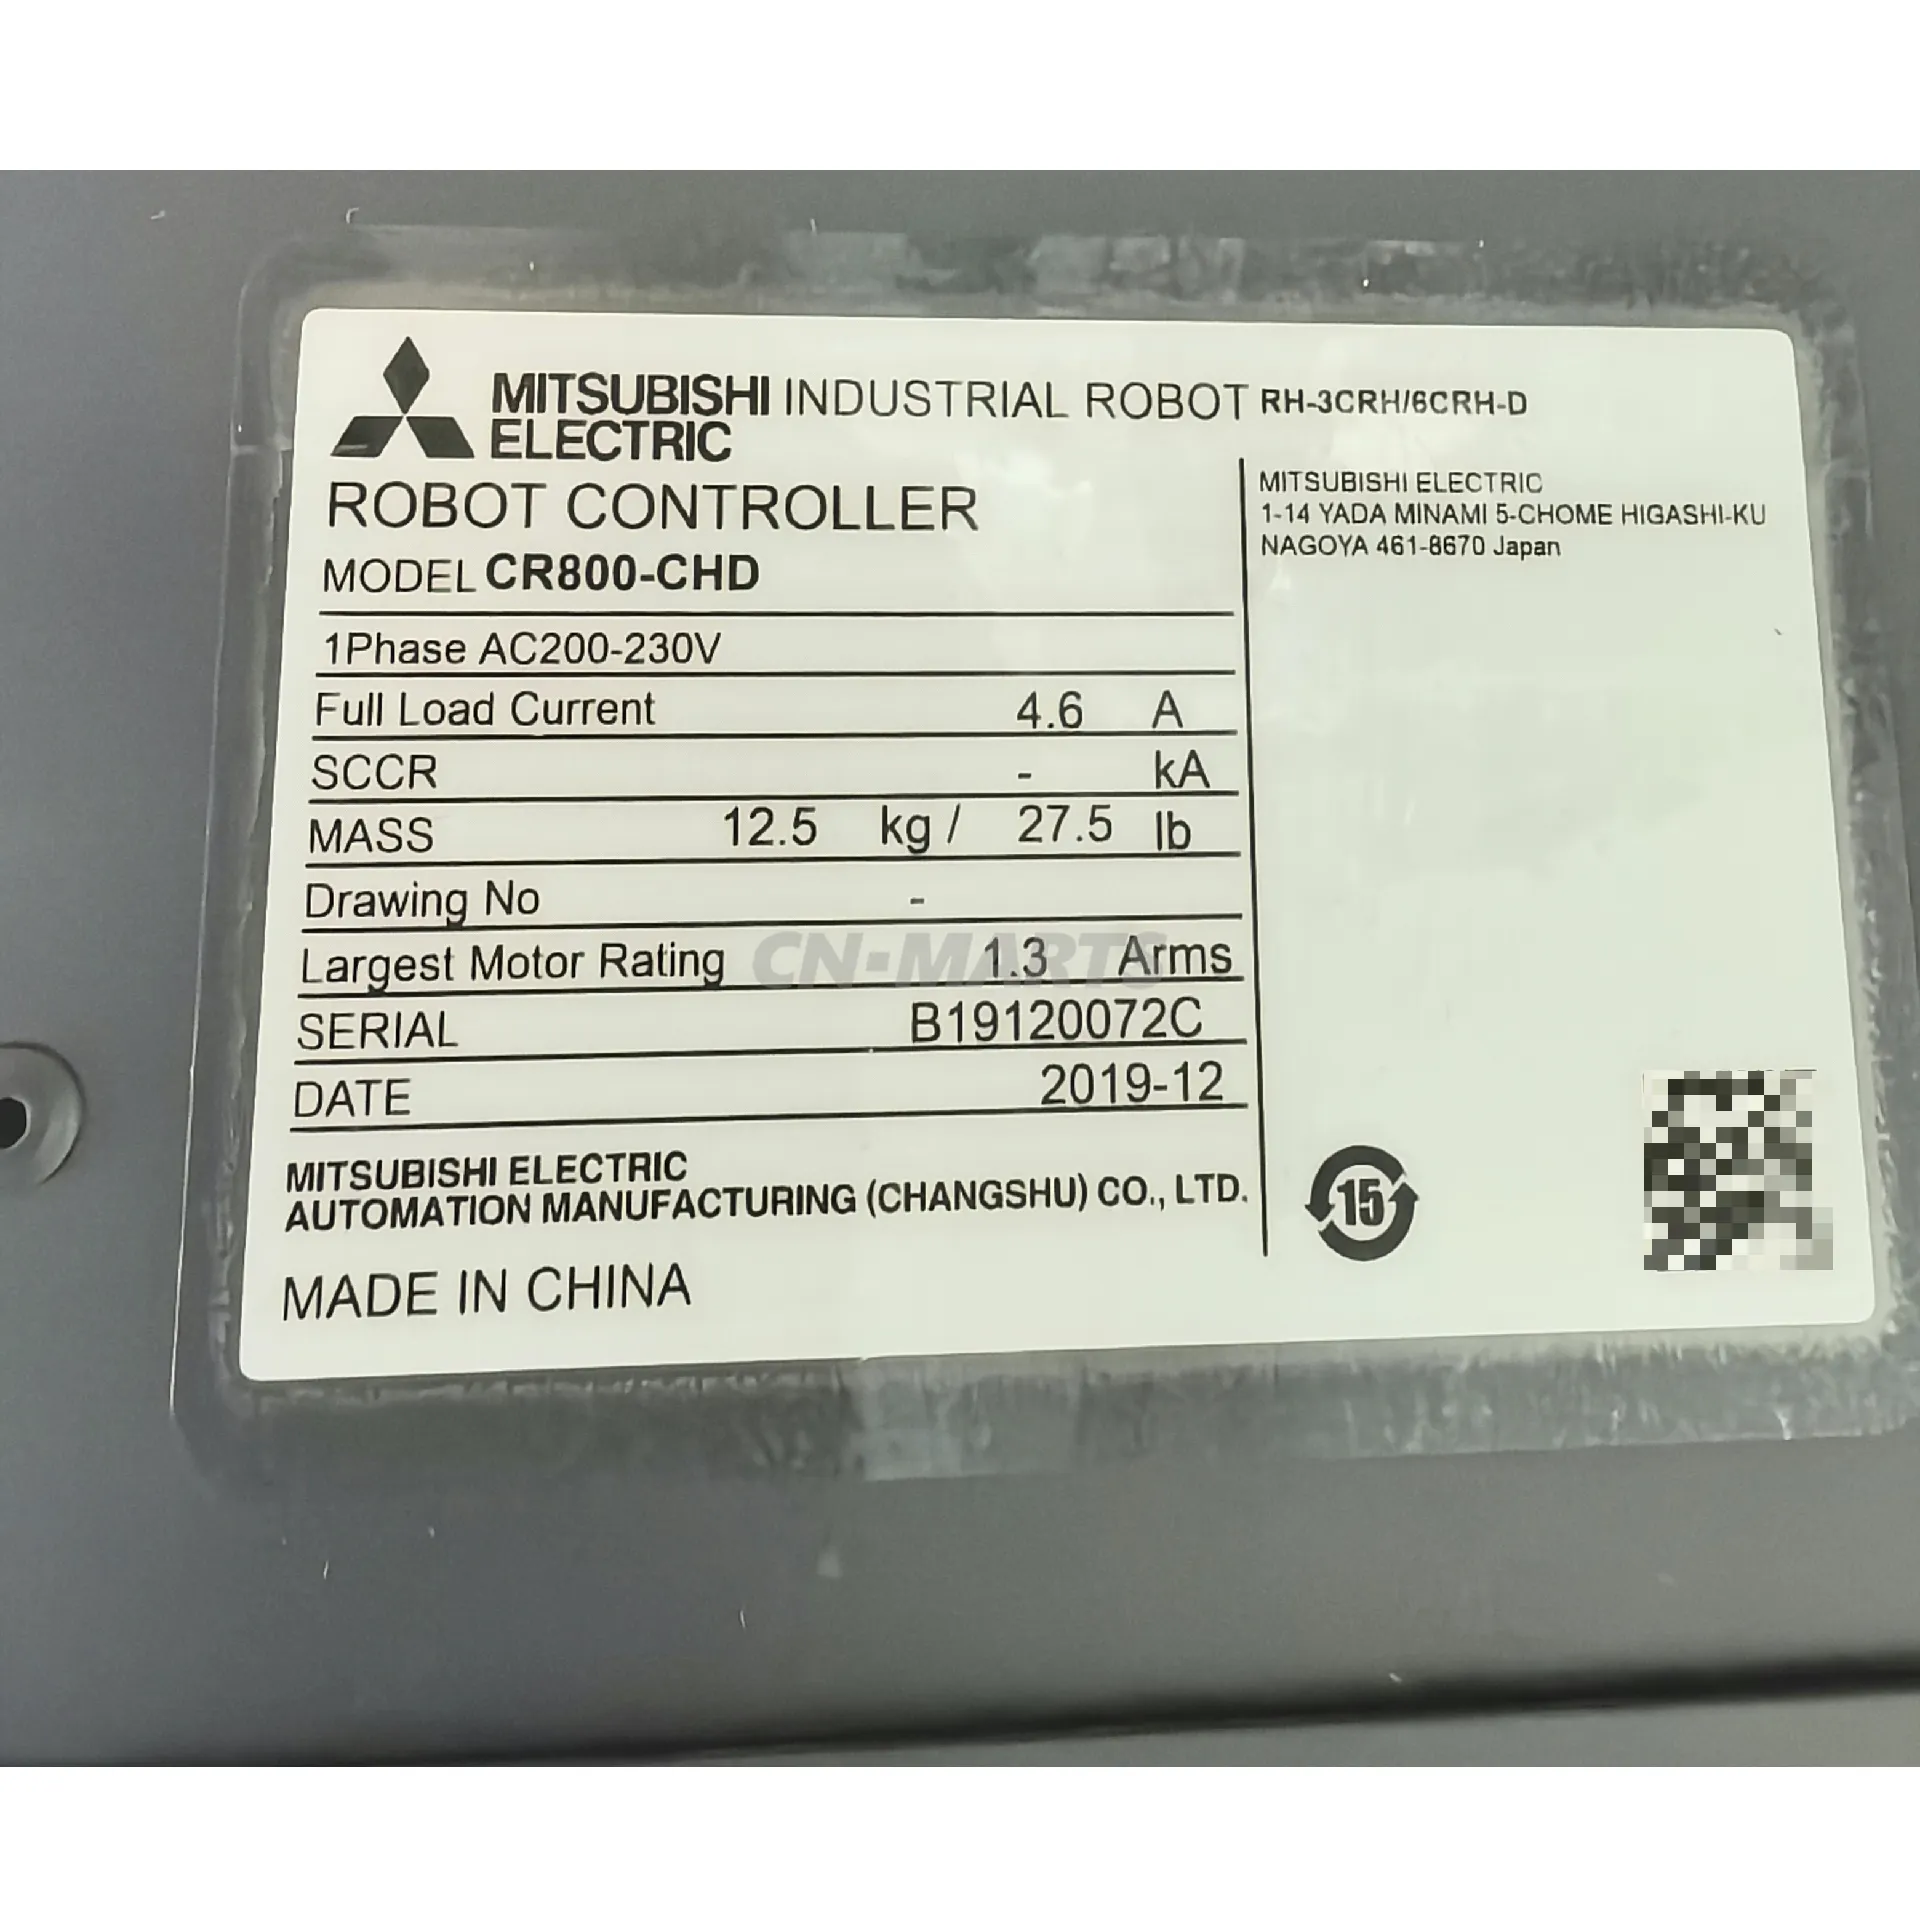 MITSUBISHI ELECTRIC INDUSTRIAL ROBOT RH-3CRH/6CRH-D
ROBOT CONTROLLER
MODEL CR800-CHD
1Phase AC200-230V
Full Load Current 4.6 A
SCCR - kA
MASS 12.5 kg / 27.5 lb
Drawing No -
Largest Motor Rating 1.3 Arms
CN-MARTS
SERIAL B19120072C
DATE 2019-12
MITSUBISHI ELECTRIC
AUTOMATION MANUFACTURING (CHANGSHU) CO., LTD.
MADE IN CHINA
MITSUBISHI ELECTRIC
1-14 YADA MINAMI 5-CHOME HIGASHI-KU
NAGOYA 461-8670 Japan
15